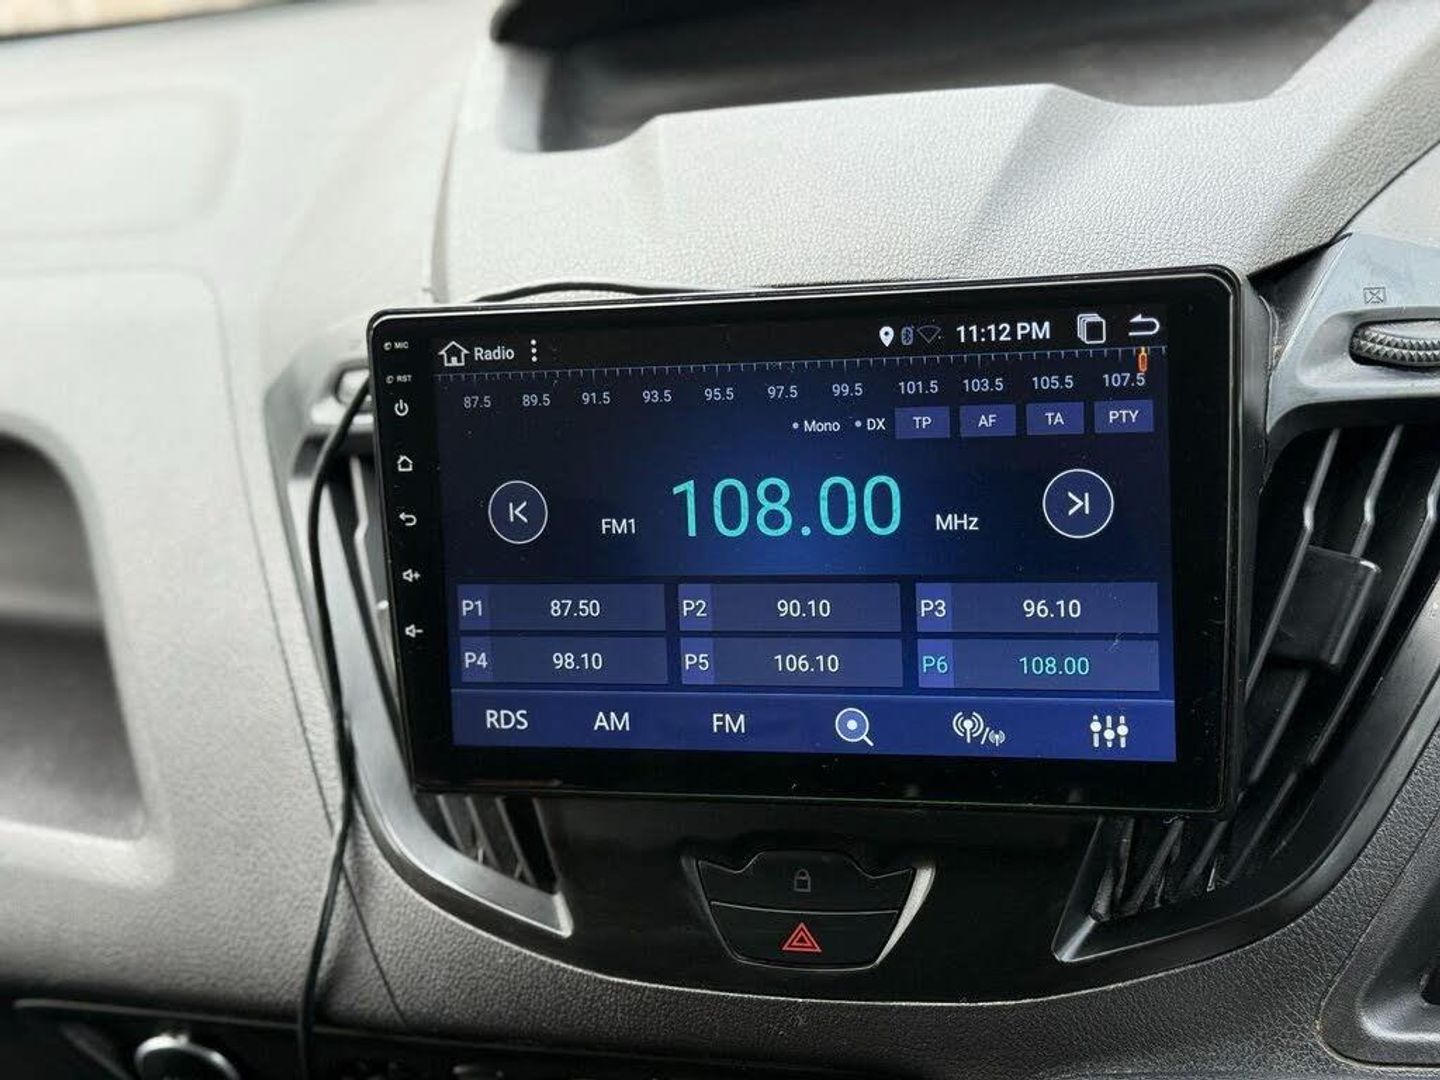 MIC
Radio
11:12 PM
RST
87.5 89.5 91.5 93.5 95.5 97.5 99.5 101.5 103.5 105.5 107.5
Mono DX TP AF TA PTY
FM1 108.00 MHz
P1 87.50 P2 90.10 P3 96.10
P4 98.10 P5 106.10 P6 108.00
RDS AM FM